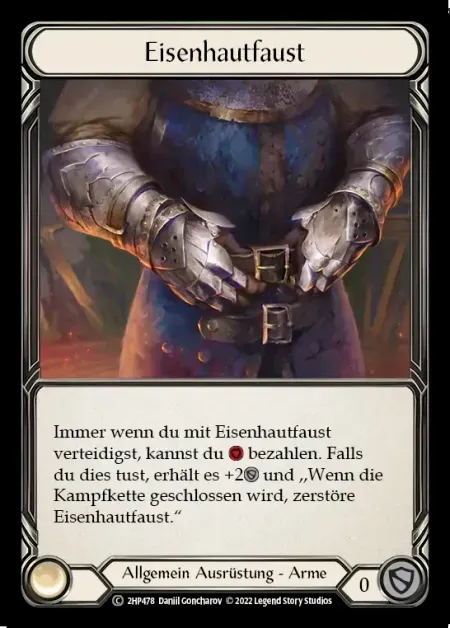 Eisenhautfaust
Immer wenn du mit Eisenhautfaust
verteidigst, kannst du bezahlen. Falls
du dies tust, erhält es +2 und „Wenn die
Kampfkette geschlossen wird, zerstöre
Eisenhautfaust.“
Allgemein Ausrüstung - Arme
0
C 2HP478 Daniil Goncharov © 2022 Legend Story Studios